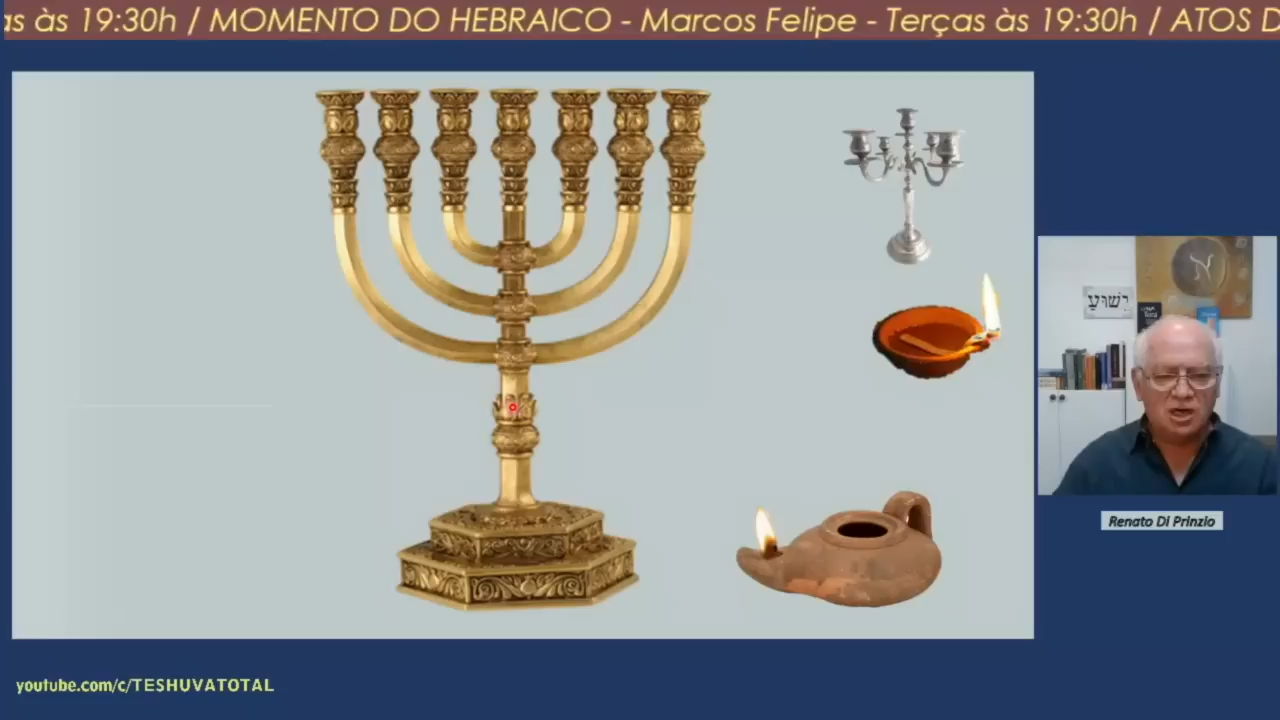 as às 19:30h / MOMENTO DO HEBRAICO - Marcos Felipe - Terças às 19:30h / ATOS D
ישוע
Renato Di Prinzio
youtube.com/c/TESHUVATOTAL